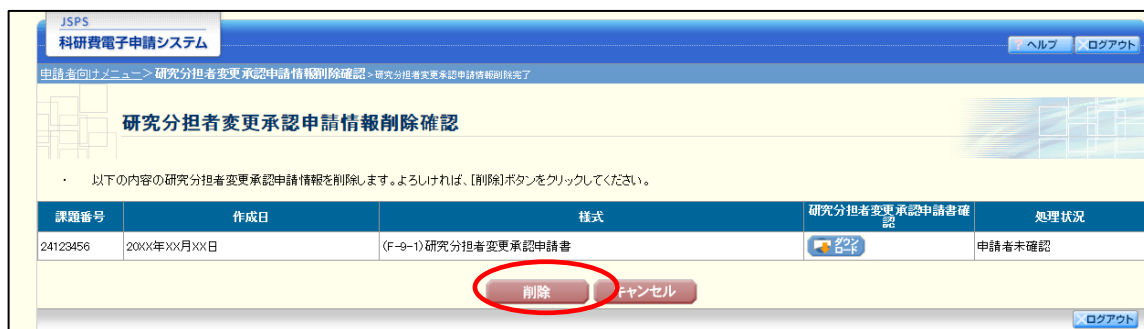 JSPS
科研費電子申請システム
? ヘルプ ログアウト
申請者向けメニュー>研究分担者変更承認申請情報削除確認>研究分担者変更承認申請情報削除完了
研究分担者変更承認申請情報削除確認
・ 以下の内容の研究分担者変更承認申請情報を削除します。よろしければ、[削除]ボタンをクリックしてください。
課題番号 作成日 様式 研究分担者変更承認申請書確認 処理状況
24123456 20XX年XX月XX日 (F-9-1)研究分担者変更承認申請書 ダウンロード 申請者未確認
削除 キャンセル
ログアウト